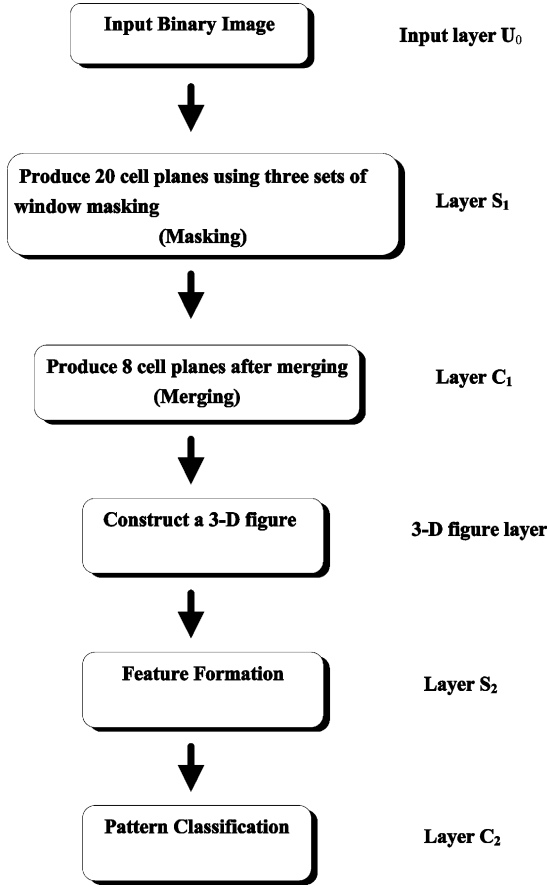 Input Binary Image
Input layer U₀
Produce 20 cell planes using three sets of
window masking
(Masking)
Layer S₁
Produce 8 cell planes after merging
(Merging)
Layer C₁
Construct a 3-D figure
3-D figure layer
Feature Formation
Layer S₂
Pattern Classification
Layer C₂